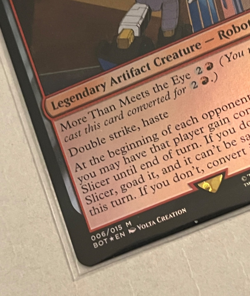 Legendary Artifact Creature — Robo
More Than Meets the Eye 2 (You
cast this card converted for 2 .)
Double strike, haste
At the beginning of each opponent
you may have that player gain con
Slicer until end of turn. If you do,
Slicer, goad it, and it can't be sa
this turn. If you don't, convert
006/015 M
BOT EN Volta Creation